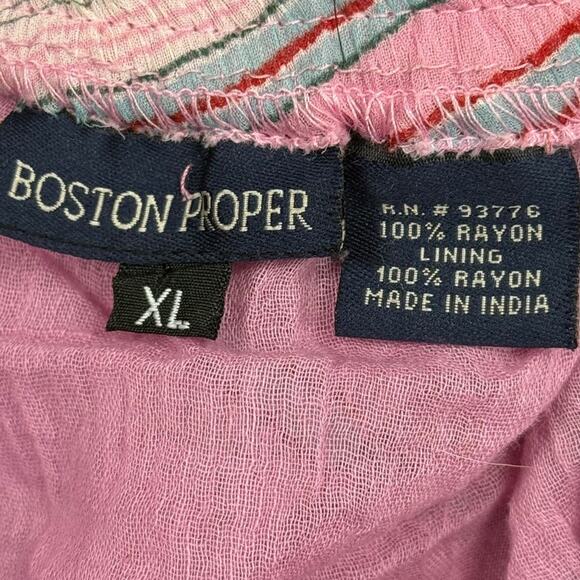 BOSTON PROPER
XL
R.N. # 93776
100% RAYON
LINING
100% RAYON
MADE IN INDIA